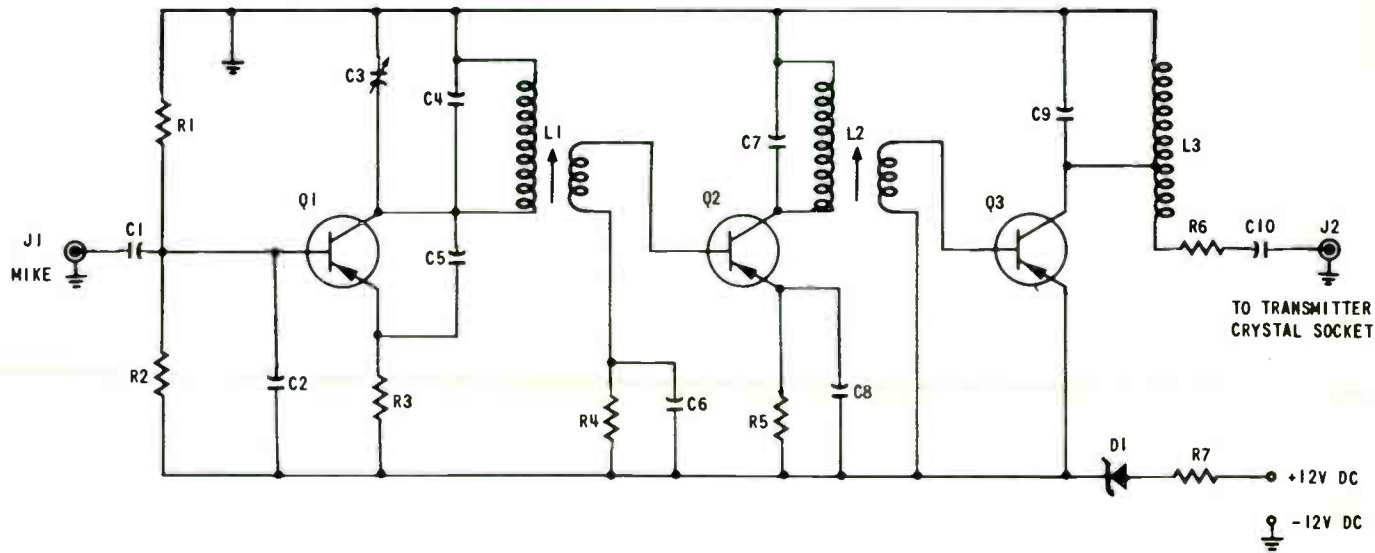 C3
C4
R1
L1
C7
L2
C9
L3
Q1
Q2
Q3
J1
MIKE
C1
C5
R6
C10
J2
TO TRANSMITTER
CRYSTAL SOCKET
R2
C2
R3
R4
C6
R5
C8
D1
R7
+12V DC
-12V DC